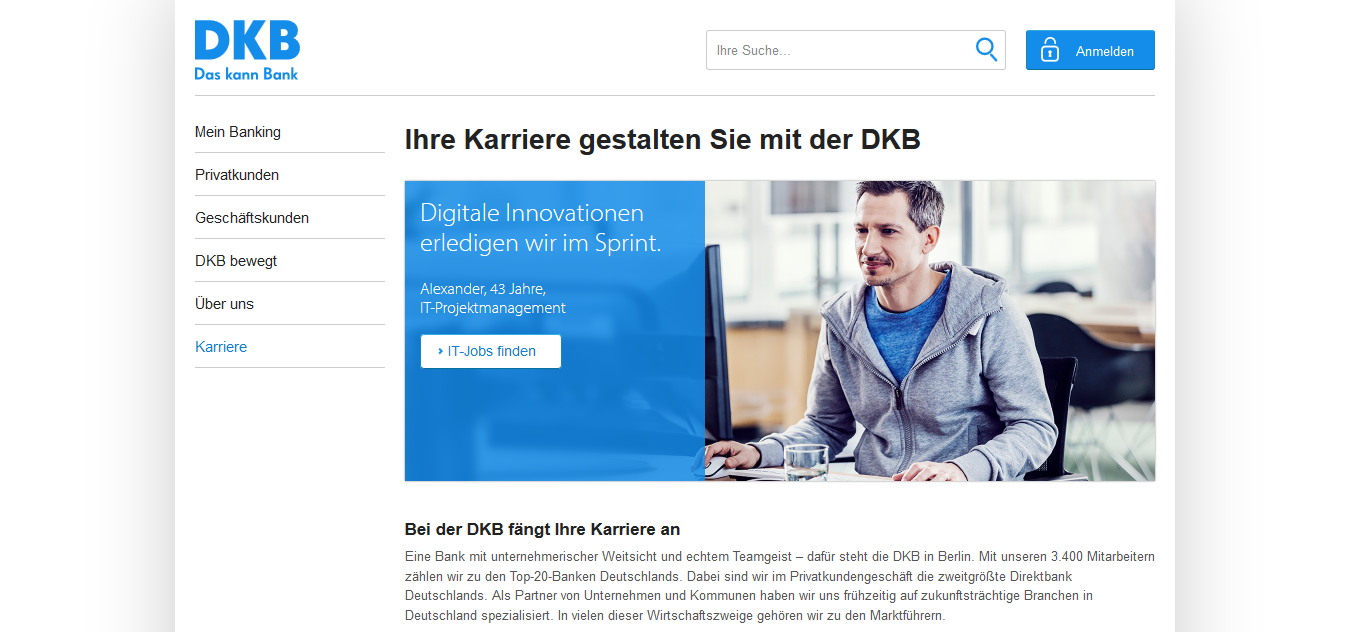 DKB
Das kann Bank
Ihre Suche...
Anmelden
Mein Banking
Privatkunden
Geschäftskunden
DKB bewegt
Über uns
Karriere
Ihre Karriere gestalten Sie mit der DKB
Digitale Innovationen
erledigen wir im Sprint.
Alexander, 43 Jahre,
IT-Projektmanagement
› IT-Jobs finden
Bei der DKB fängt Ihre Karriere an
Eine Bank mit unternehmerischer Weitsicht und echtem Teamgeist – dafür steht die DKB in Berlin. Mit unseren 3.400 Mitarbeitern
zählen wir zu den Top-20-Banken Deutschlands. Dabei sind wir im Privatkundengeschäft die zweitgrößte Direktbank
Deutschlands. Als Partner von Unternehmen und Kommunen haben wir uns frühzeitig auf zukunftsträchtige Branchen in
Deutschland spezialisiert. In vielen dieser Wirtschaftszweige gehören wir zu den Marktführern.